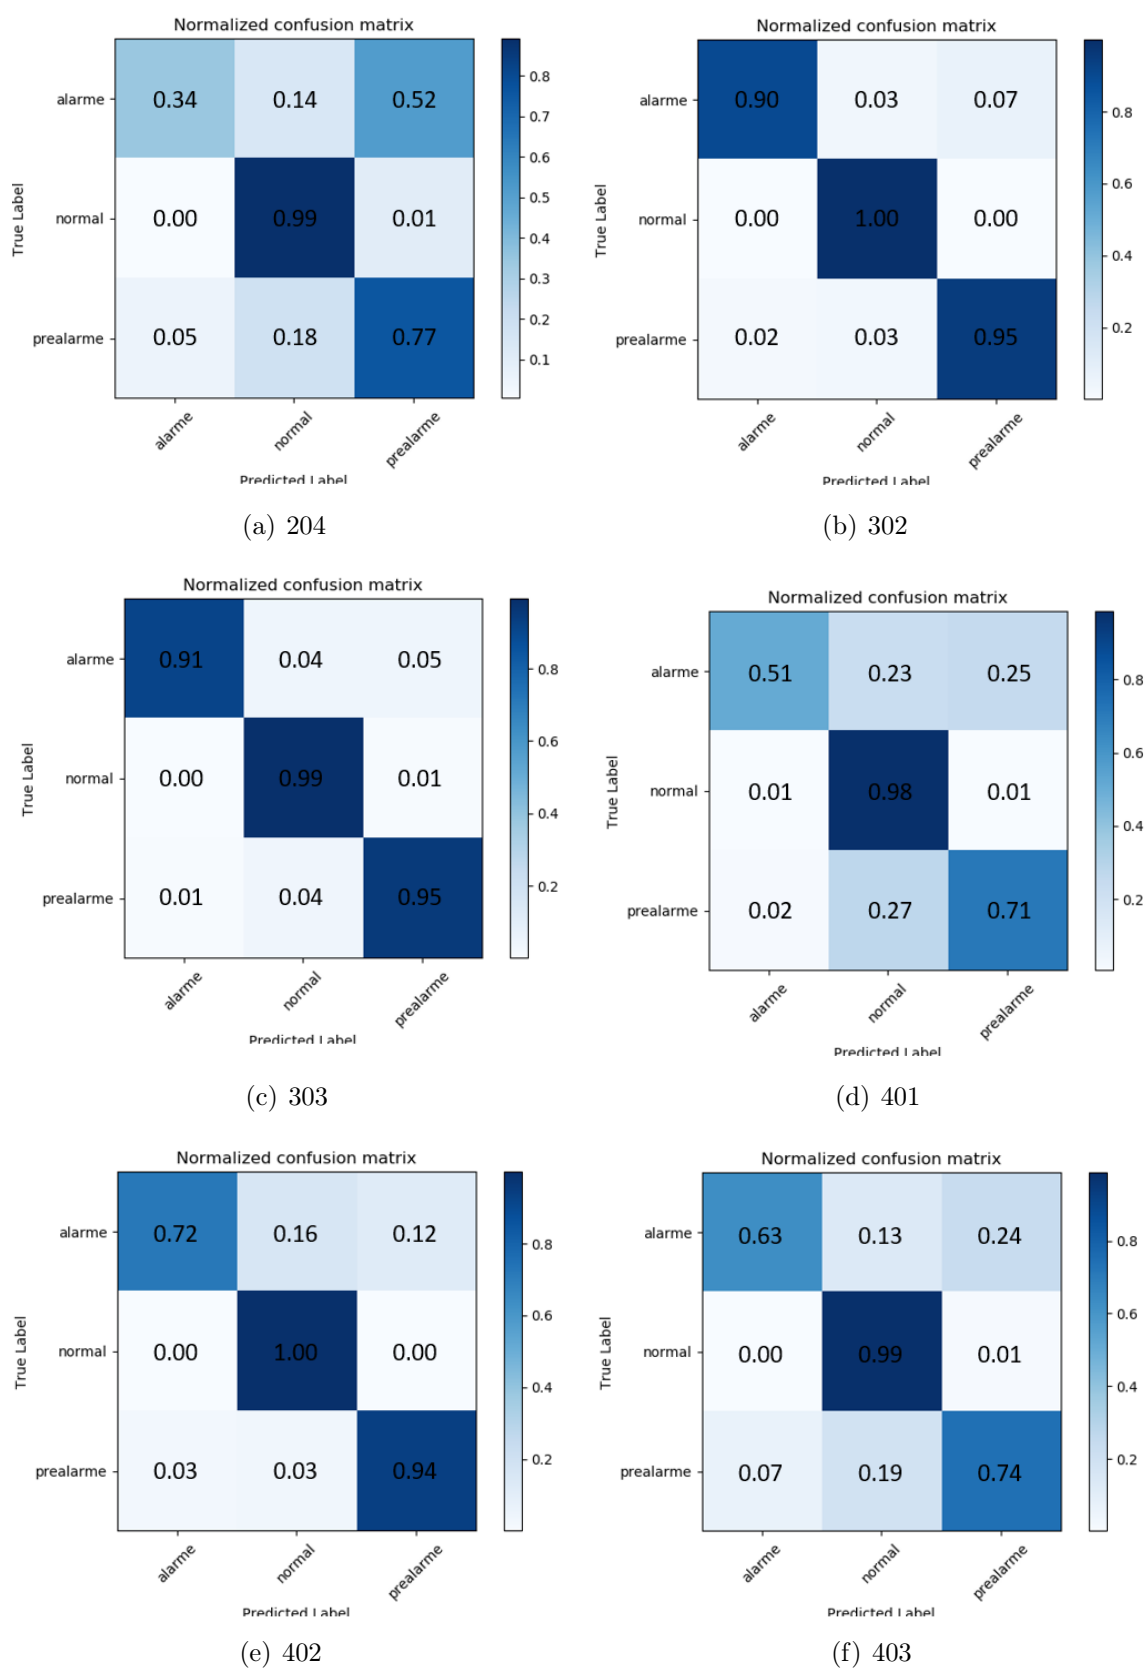 Normalized confusion matrix
True Label
alarme 0.34 0.14 0.52
normal 0.00 0.99 0.01
prealarme 0.05 0.18 0.77
alarme normal prealarme
Predicted Label
0.8
0.7
0.6
0.5
0.4
0.3
0.2
0.1
(a) 204
Normalized confusion matrix
True Label
alarme 0.90 0.03 0.07
normal 0.00 1.00 0.00
prealarme 0.02 0.03 0.95
alarme normal prealarme
Predicted Label
0.8
0.6
0.4
0.2
(b) 302
Normalized confusion matrix
True Label
alarme 0.91 0.04 0.05
normal 0.00 0.99 0.01
prealarme 0.01 0.04 0.95
alarme normal prealarme
Predicted Label
0.8
0.6
0.4
0.2
(c) 303
Normalized confusion matrix
True Label
alarme 0.51 0.23 0.25
normal 0.01 0.98 0.01
prealarme 0.02 0.27 0.71
alarme normal prealarme
Predicted Label
0.8
0.6
0.4
0.2
(d) 401
Normalized confusion matrix
True Label
alarme 0.72 0.16 0.12
normal 0.00 1.00 0.00
prealarme 0.03 0.03 0.94
alarme normal prealarme
Predicted Label
0.8
0.6
0.4
0.2
(e) 402
Normalized confusion matrix
True Label
alarme 0.63 0.13 0.24
normal 0.00 0.99 0.01
prealarme 0.07 0.19 0.74
alarme normal prealarme
Predicted Label
0.8
0.6
0.4
0.2
(f) 403